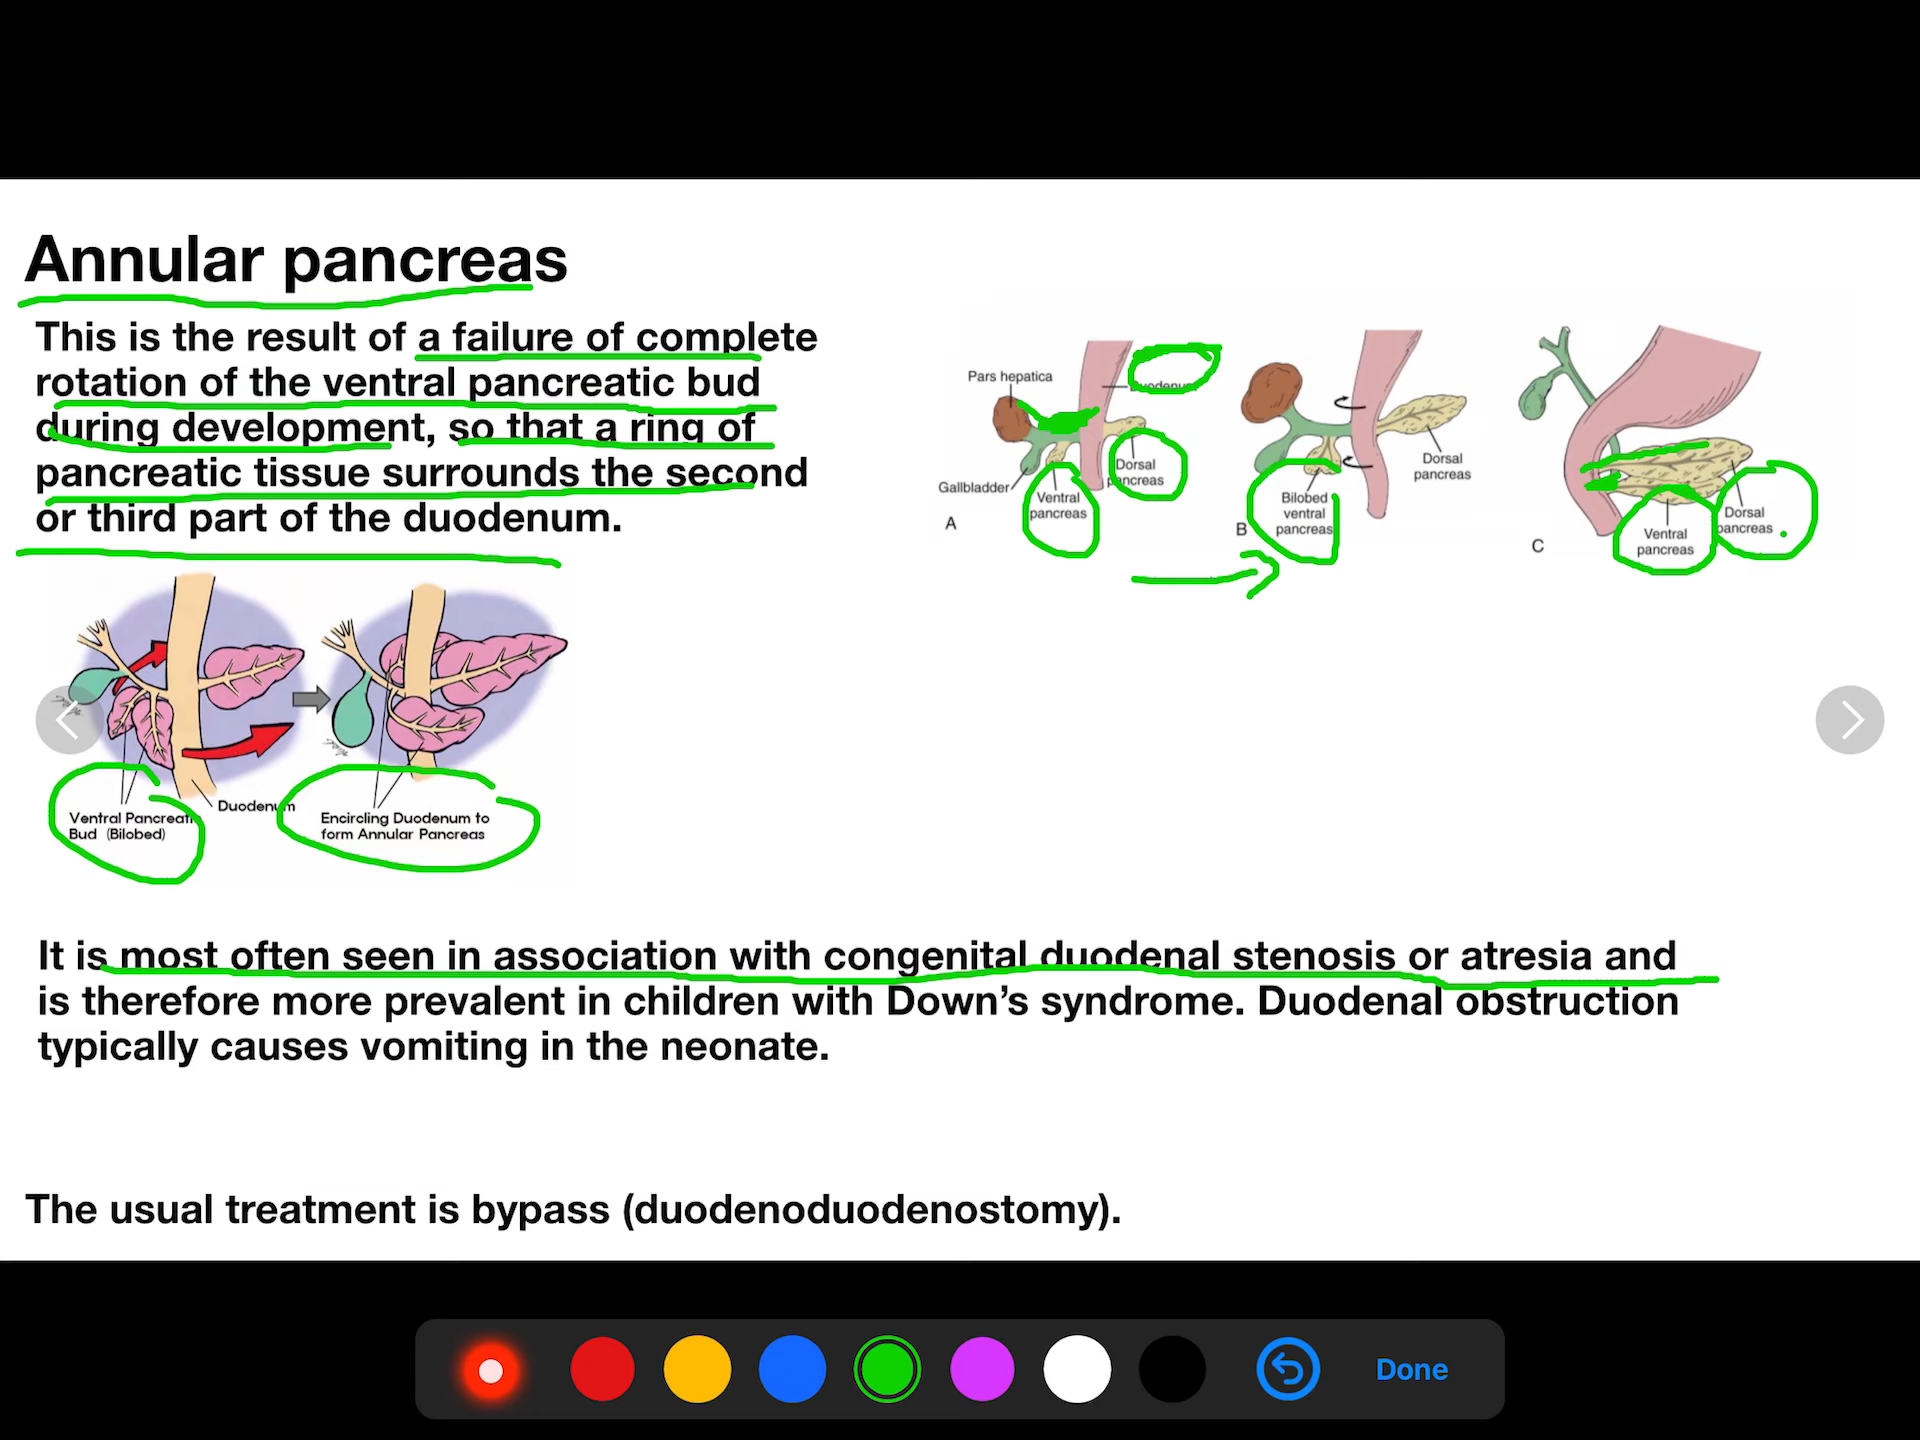 Annular pancreas
This is the result of a failure of complete
rotation of the ventral pancreatic bud
during development, so that a ring of
pancreatic tissue surrounds the second
or third part of the duodenum.
Pars hepatica
Duodenum
Dorsal
pancreas
Gallbladder
Ventral
pancreas
A
Dorsal
pancreas
Bilobed
ventral
pancreas
B
Dorsal
pancreas
Ventral
pancreas
C
Duodenum
Ventral Pancreatic
Bud (Bilobed)
Encircling Duodenum to
form Annular Pancreas
It is most often seen in association with congenital duodenal stenosis or atresia and
is therefore more prevalent in children with Down's syndrome. Duodenal obstruction
typically causes vomiting in the neonate.
The usual treatment is bypass (duodenoduodenostomy).
Done